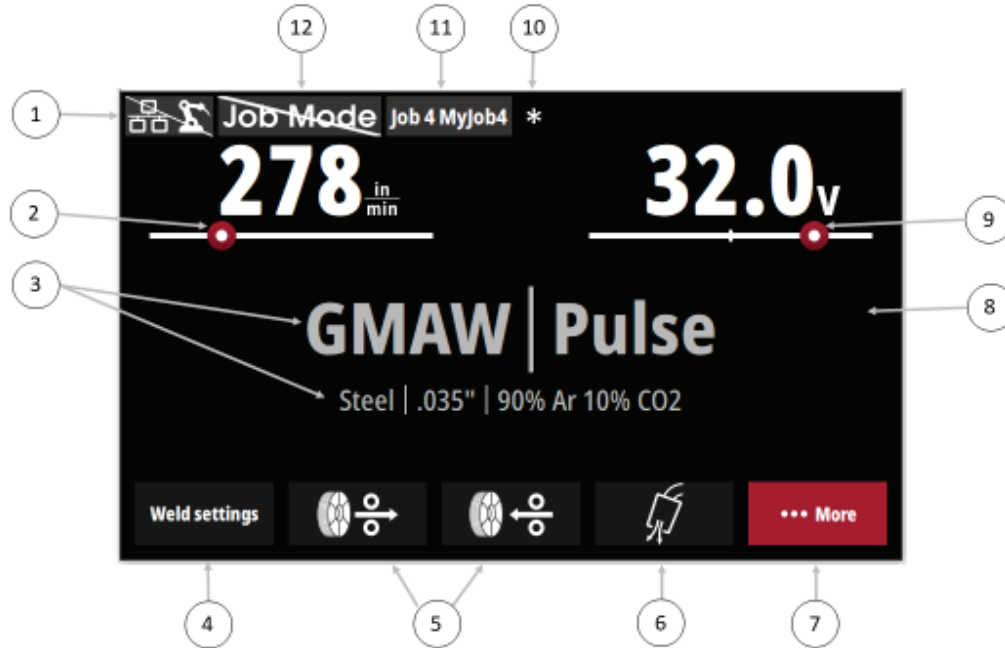 12 11 10
1 Job Mode Job 4 MyJob4 *
278 in/min 32.0 V
2 9
3 8
GMAW | Pulse
Steel | .035" | 90% Ar 10% CO2
Weld settings ••• More
4 5 6 7